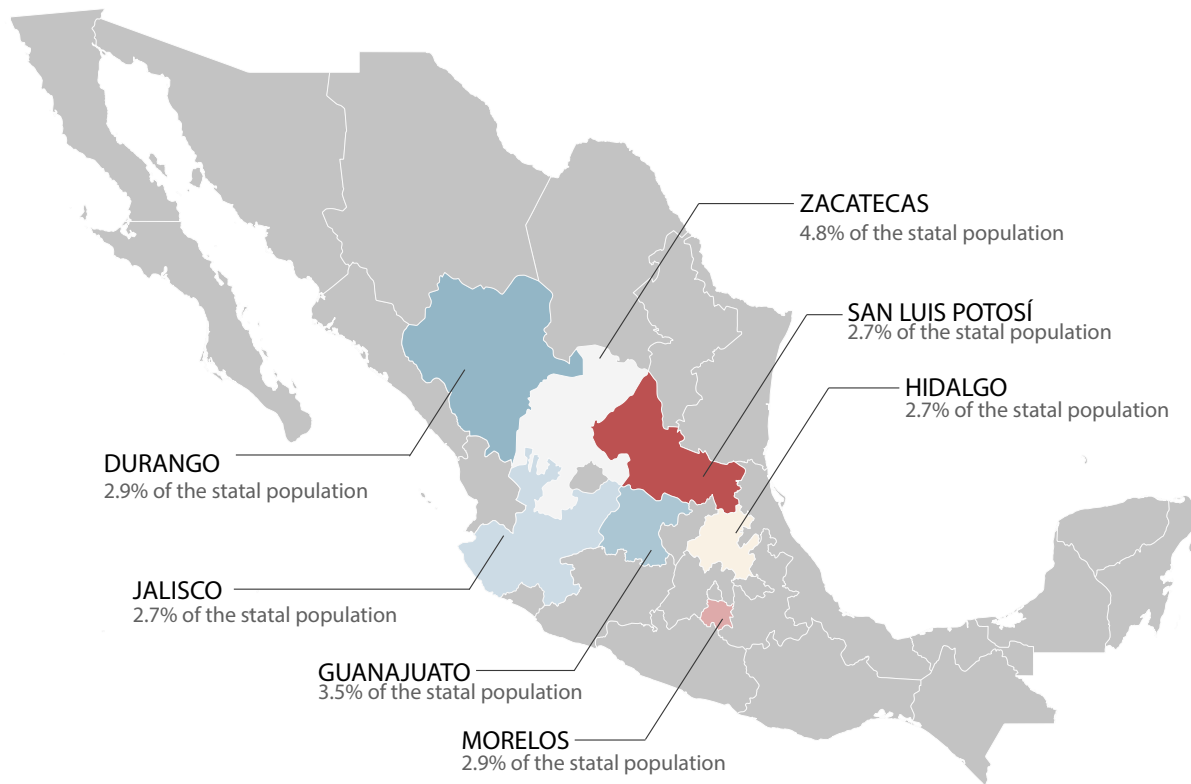 ZACATECAS
4.8% of the statal population
SAN LUIS POTOSÍ
2.7% of the statal population
HIDALGO
2.7% of the statal population
DURANGO
2.9% of the statal population
JALISCO
2.7% of the statal population
GUANAJUATO
3.5% of the statal population
MORELOS
2.9% of the statal population